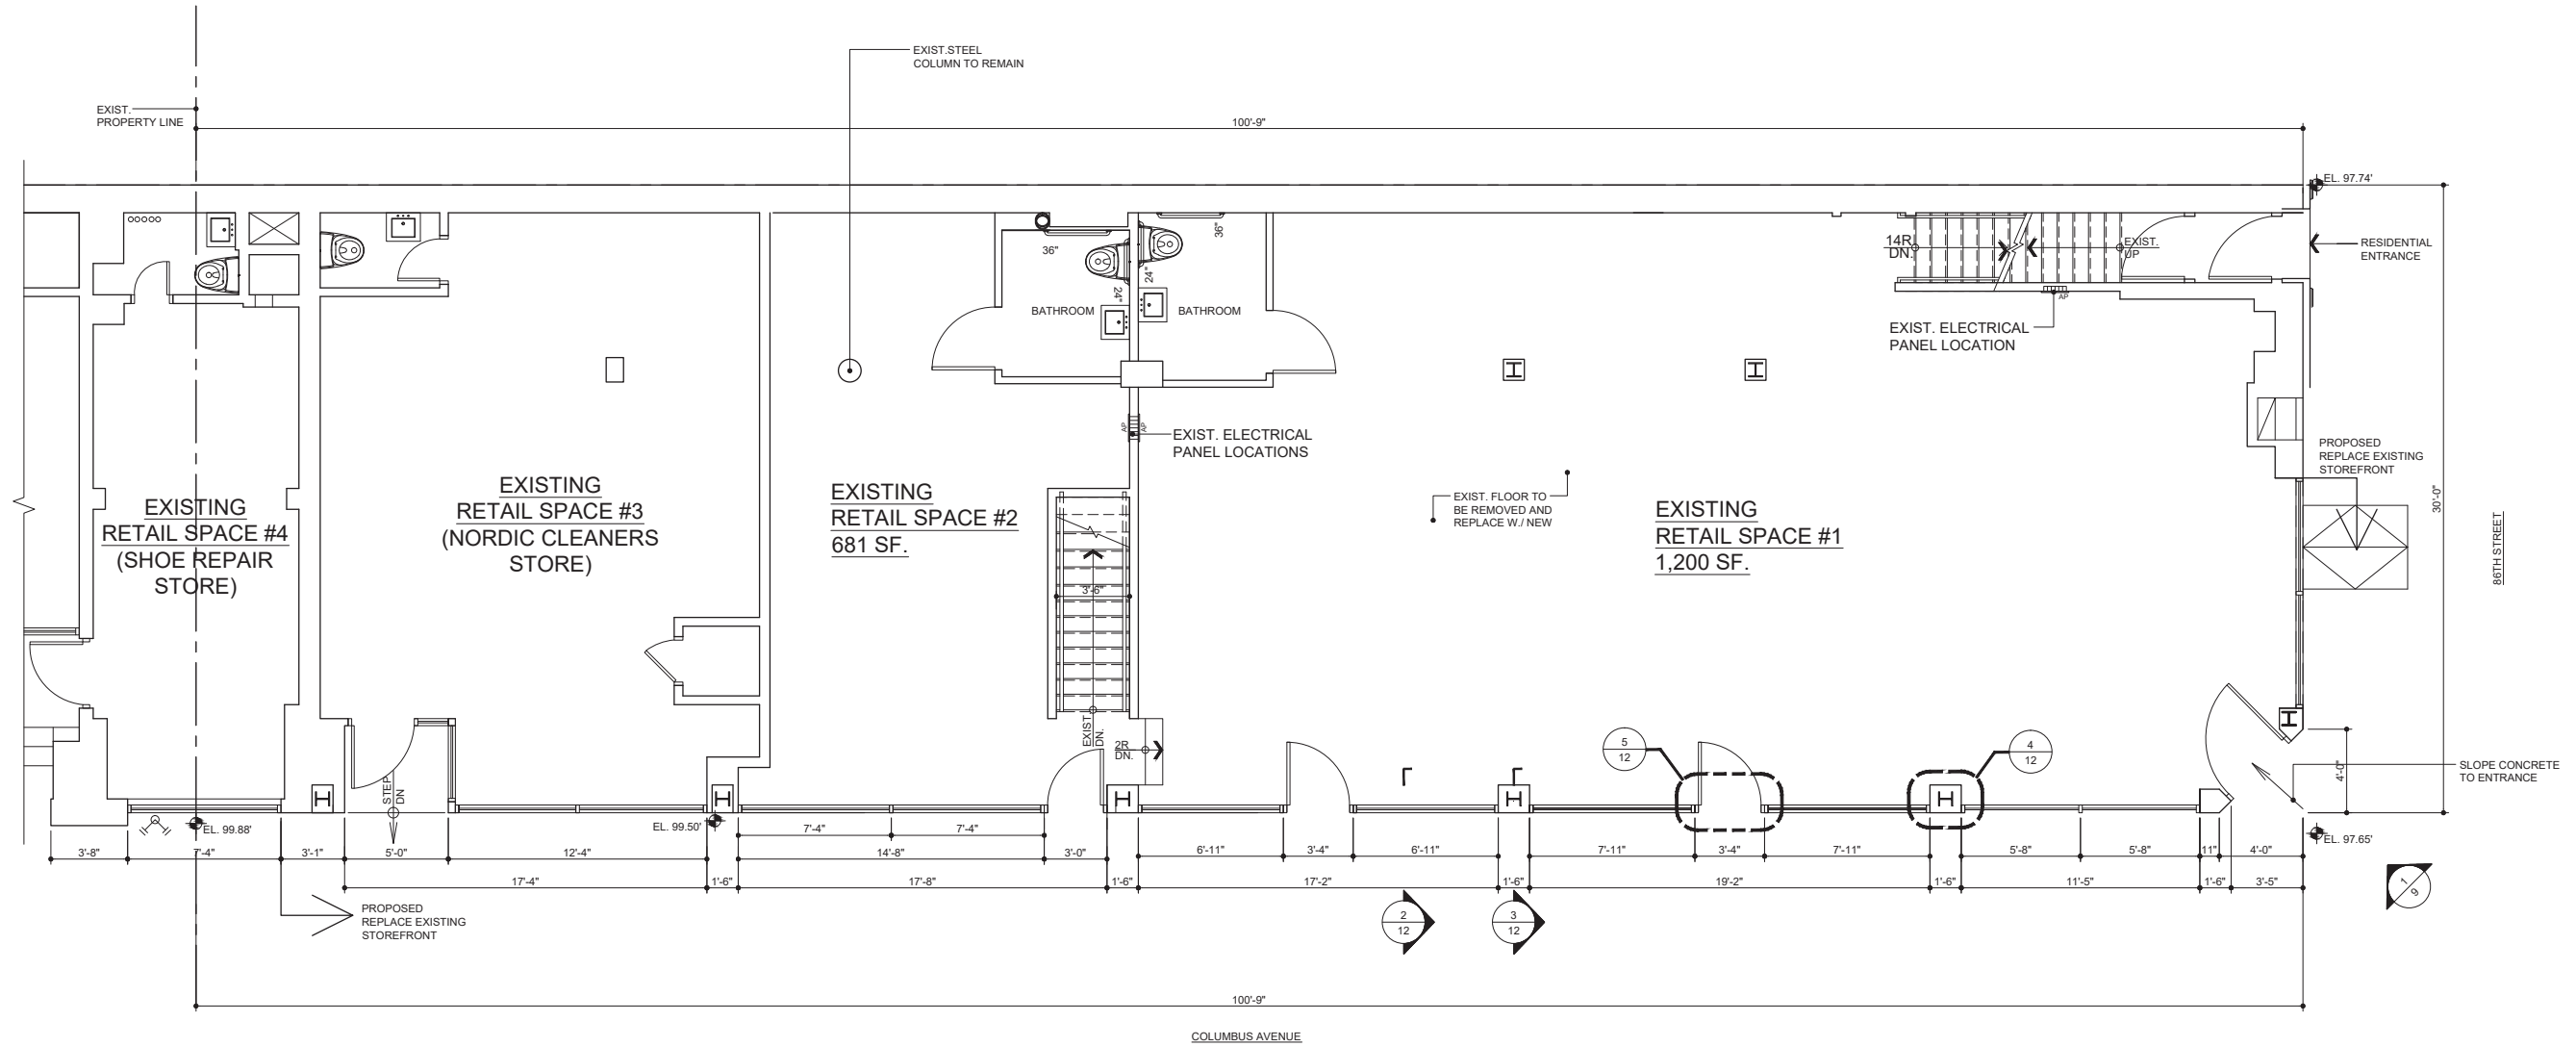 EXIST.STEEL
COLUMN TO REMAIN
EXIST.
PROPERTY LINE
100'-9"
EL. 97.74'
36"
36"
24"
24"
BATHROOM
BATHROOM
14R
DN.
EXIST.
UP
AP
RESIDENTIAL
ENTRANCE
EXIST. ELECTRICAL
PANEL LOCATION
AP
AP
EXIST. ELECTRICAL
PANEL LOCATIONS
PROPOSED
REPLACE EXISTING
STOREFRONT
30'-0"
86TH STREET
EXISTING
RETAIL SPACE #4
(SHOE REPAIR
STORE)
EXISTING
RETAIL SPACE #3
(NORDIC CLEANERS
STORE)
EXISTING
RETAIL SPACE #2
681 SF.
EXIST. FLOOR TO
BE REMOVED AND
REPLACE W./ NEW
EXISTING
RETAIL SPACE #1
1,200 SF.
3'-6"
EXIST.
DN.
2R
DN.
5
12
4
12
4'-0"
SLOPE CONCRETE
TO ENTRANCE
STEP
DN
EL. 99.88'
EL. 99.50'
EL. 97.65'
7'-4"
7'-4"
3'-8"
7'-4"
3'-1"
5'-0"
12'-4"
14'-8"
3'-0"
6'-11"
3'-4"
6'-11"
7'-11"
3'-4"
7'-11"
5'-8"
5'-8"
11"
4'-0"
17'-4"
1'-6"
17'-8"
1'-6"
17'-2"
1'-6"
19'-2"
1'-6"
11'-5"
1'-6"
3'-5"
1
9
PROPOSED
REPLACE EXISTING
STOREFRONT
2
12
3
12
100'-9"
COLUMBUS AVENUE